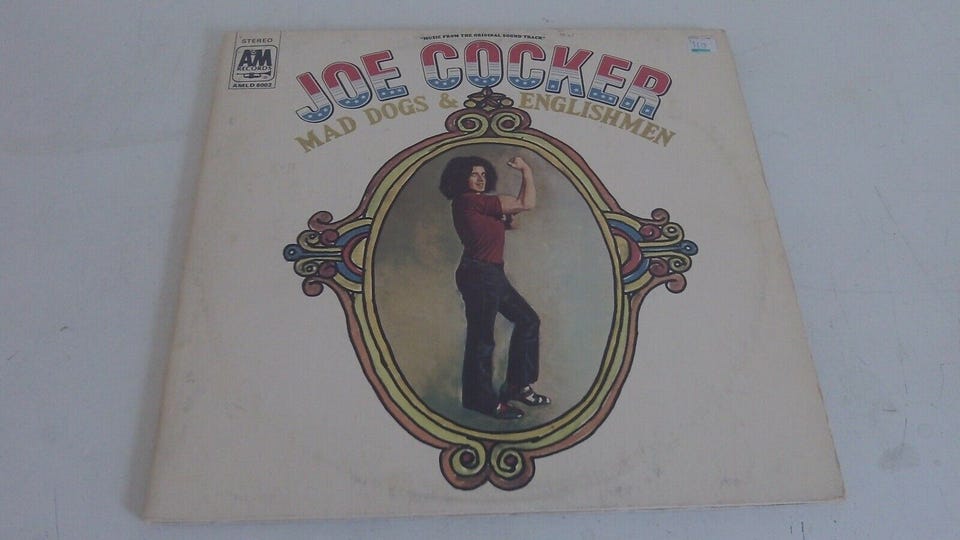 STEREO
A&M
RECORDS
AMLD 6002
"MUSIC FROM THE ORIGINAL SOUND TRACK"
JOE COCKER
MAD DOGS & ENGLISHMEN